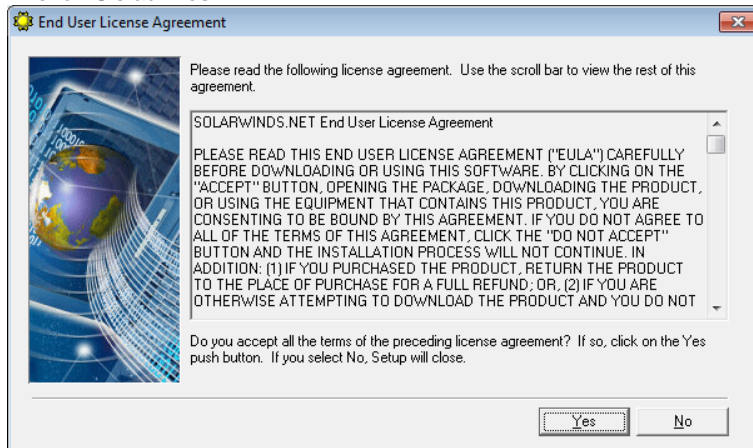 End User License Agreement
Please read the following license agreement.  Use the scroll bar to view the rest of this
agreement.
SOLARWINDS.NET End User License Agreement
PLEASE READ THIS END USER LICENSE AGREEMENT ("EULA") CAREFULLY
BEFORE DOWNLOADING OR USING THIS SOFTWARE. BY CLICKING ON THE
"ACCEPT" BUTTON, OPENING THE PACKAGE, DOWNLOADING THE PRODUCT,
OR USING THE EQUIPMENT THAT CONTAINS THIS PRODUCT, YOU ARE
CONSENTING TO BE BOUND BY THIS AGREEMENT. IF YOU DO NOT AGREE TO
ALL OF THE TERMS OF THIS AGREEMENT, CLICK THE "DO NOT ACCEPT"
BUTTON AND THE INSTALLATION PROCESS WILL NOT CONTINUE. IN
ADDITION: (1) IF YOU PURCHASED THE PRODUCT, RETURN THE PRODUCT
TO THE PLACE OF PURCHASE FOR A FULL REFUND; OR, (2) IF YOU ARE
OTHERWISE ATTEMPTING TO DOWNLOAD THE PRODUCT AND YOU DO NOT
Do you accept all the terms of the preceding license agreement?  If so, click on the Yes
push button.  If you select No, Setup will close.
Yes
No